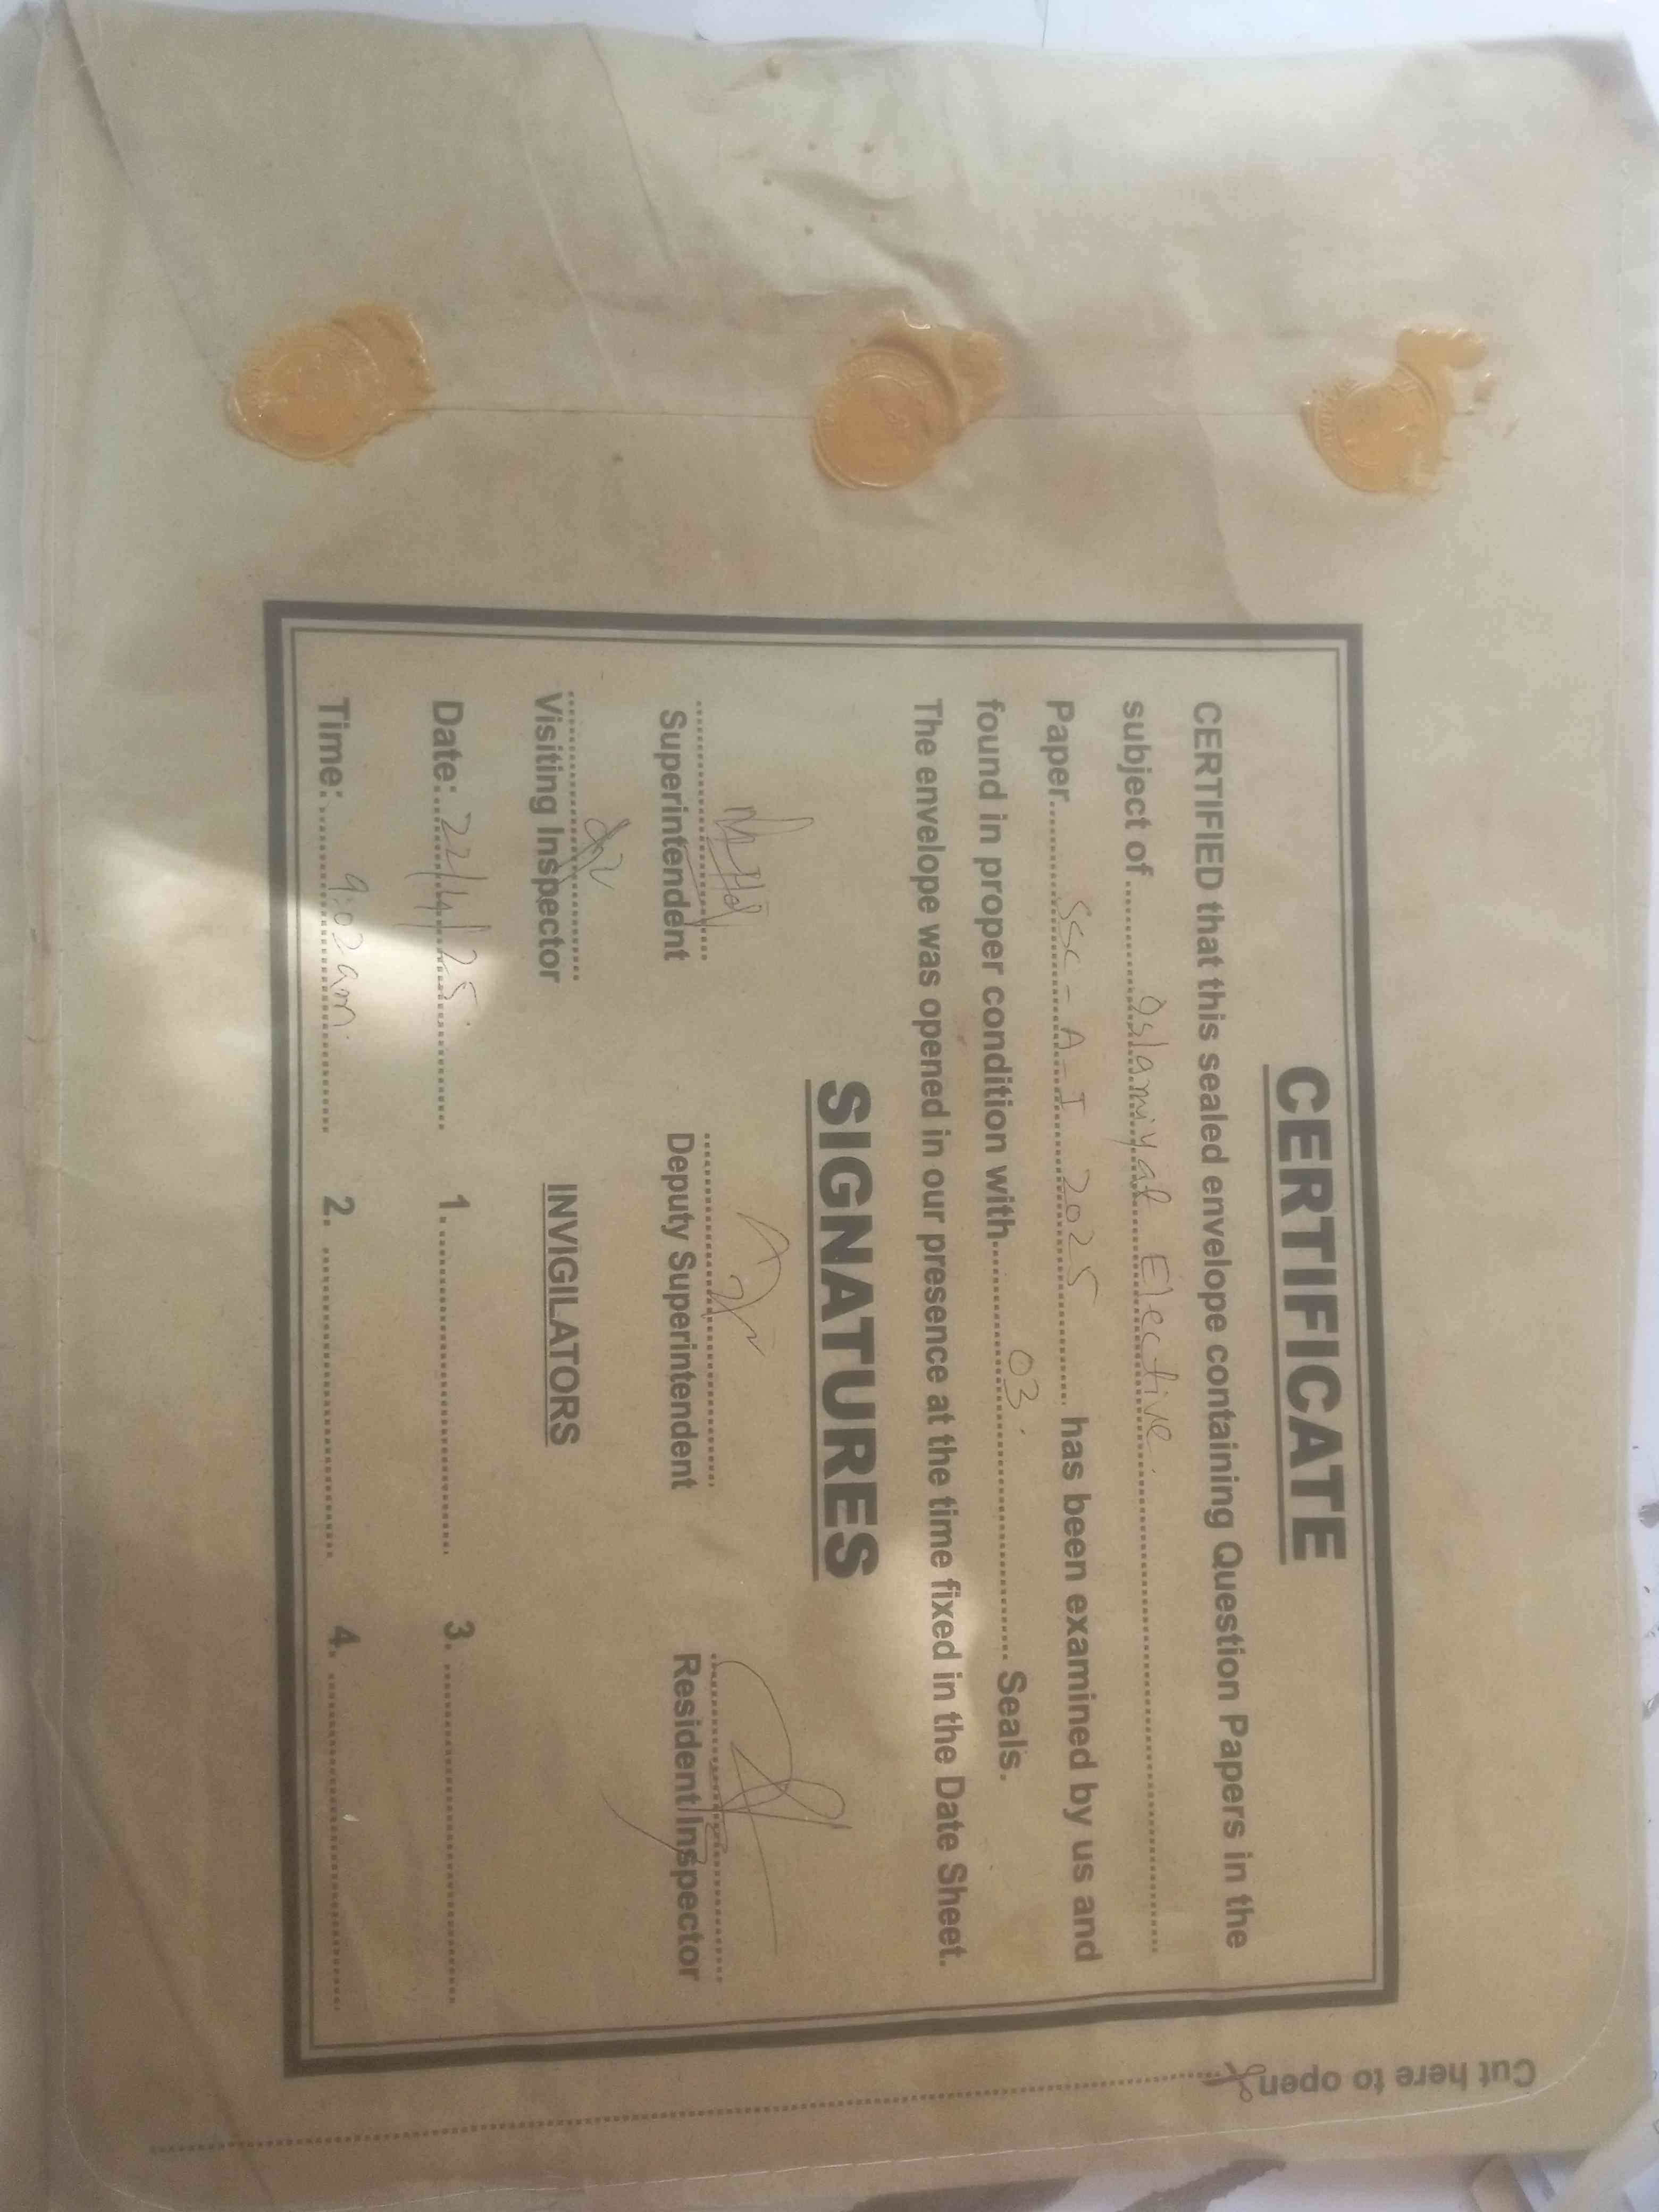 CERTIFICATE
CERTIFIED that this sealed envelope containing Question Papers in the
subject of Islamiyat Elective
Paper SSC-A-I 2025 has been examined by us and
found in proper condition with 03 Seals.
The envelope was opened in our presence at the time fixed in the Date Sheet.
SIGNATURES
Superintendent Deputy Superintendent Resident Inspector
Visiting Inspector INVIGILATORS
Date: 22/4/25 1. 3.
Time: 9:02 am. 2. 4.
Cut here to open